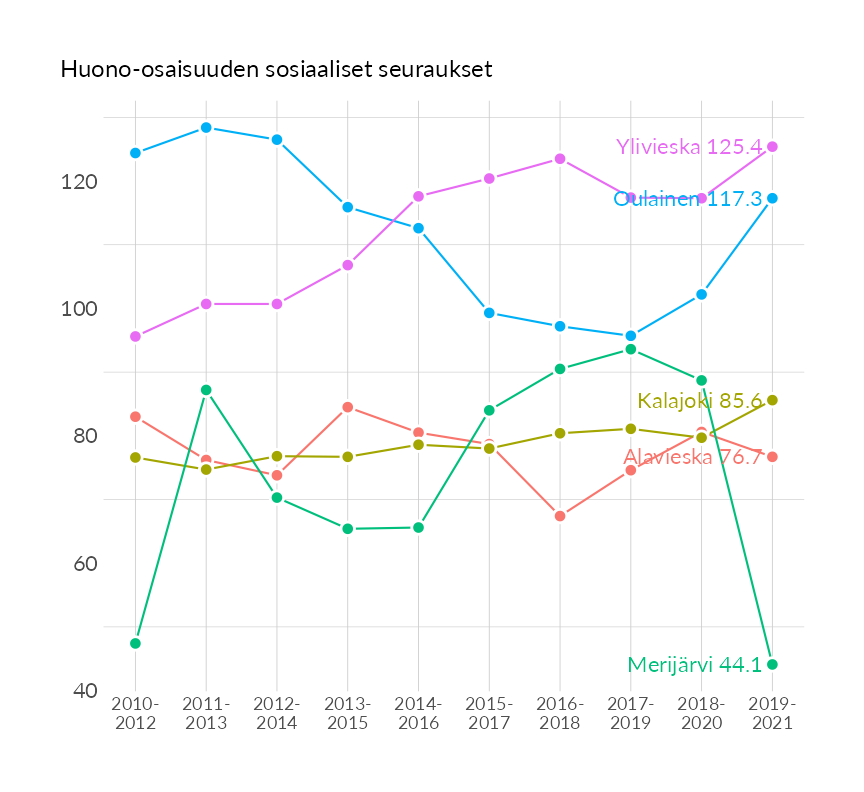 Huono-osaisuuden sosiaaliset seuraukset
Ylivieska 125.4
120
Oulainen 117.3
100
Kalajoki 85.6
80
Alavieska 76.7
60
Merijärvi 44.1
40
2010- 2011- 2012- 2013- 2014- 2015- 2016- 2017- 2018- 2019-
2012 2013 2014 2015 2016 2017 2018 2019 2020 2021